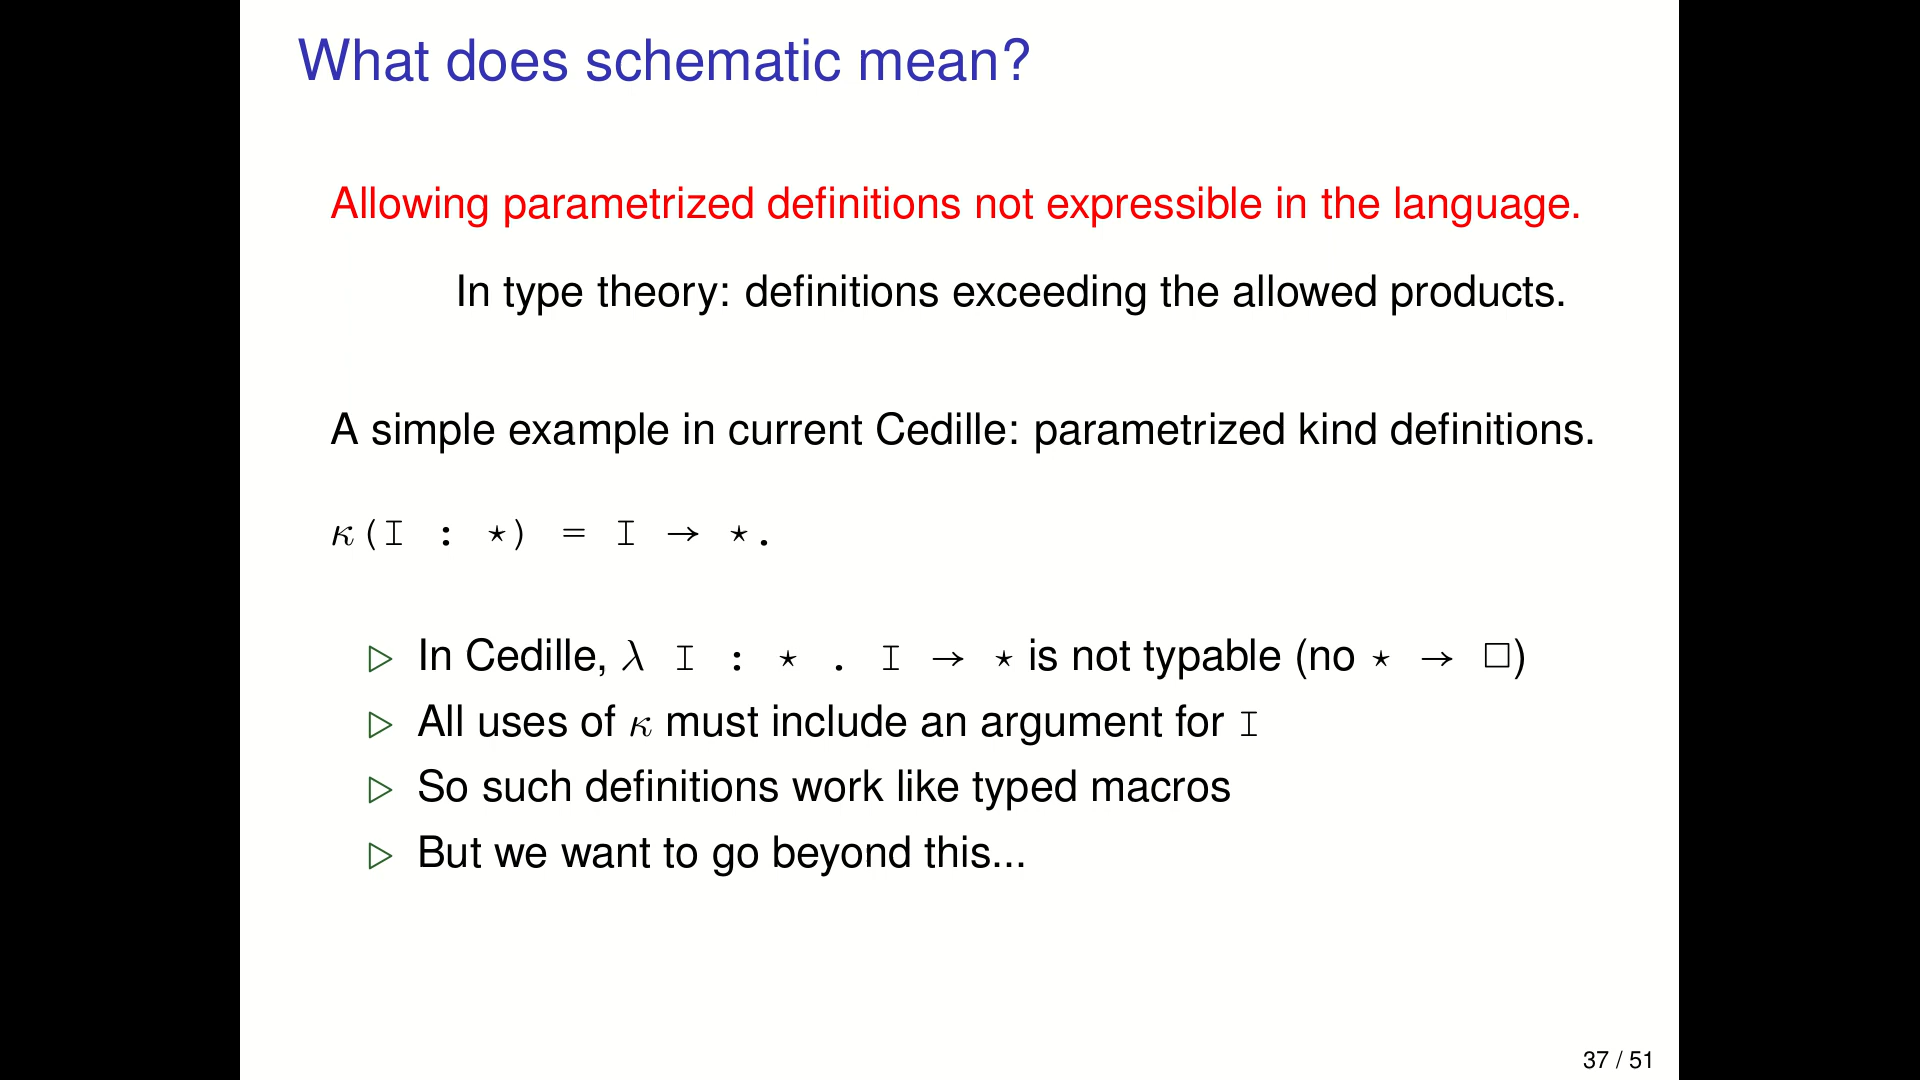 What does schematic mean?
Allowing parametrized definitions not expressible in the language.
In type theory: definitions exceeding the allowed products.
A simple example in current Cedille: parametrized kind definitions.
κ(I : ⋆) = I → ⋆.
▷ In Cedille, λ I : ⋆ . I → ⋆ is not typable (no ⋆ → □)
▷ All uses of κ must include an argument for I
▷ So such definitions work like typed macros
▷ But we want to go beyond this...
37 / 51